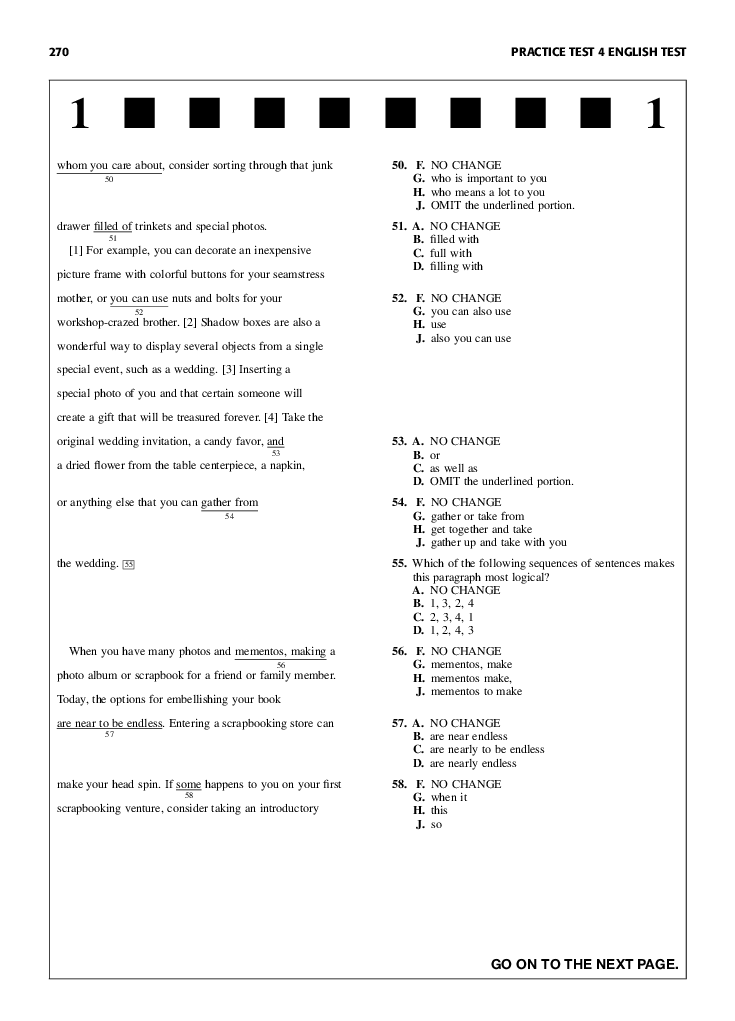 270
PRACTICE TEST 4 ENGLISH TEST
1 1
whom you care about, consider sorting through that junk
50
drawer filled of trinkets and special photos.
51
[1] For example, you can decorate an inexpensive
picture frame with colorful buttons for your seamstress
mother, or you can use nuts and bolts for your
52
workshop-crazed brother. [2] Shadow boxes are also a
wonderful way to display several objects from a single
special event, such as a wedding. [3] Inserting a
special photo of you and that certain someone will
create a gift that will be treasured forever. [4] Take the
original wedding invitation, a candy favor, and
53
a dried flower from the table centerpiece, a napkin,
or anything else that you can gather from
54
the wedding. 55
When you have many photos and mementos, making a
56
photo album or scrapbook for a friend or family member.
Today, the options for embellishing your book
are near to be endless. Entering a scrapbooking store can
57
make your head spin. If some happens to you on your first
58
scrapbooking venture, consider taking an introductory
50. F. NO CHANGE
G. who is important to you
H. who means a lot to you
J. OMIT the underlined portion.
51. A. NO CHANGE
B. filled with
C. full with
D. filling with
52. F. NO CHANGE
G. you can also use
H. use
J. also you can use
53. A. NO CHANGE
B. or
C. as well as
D. OMIT the underlined portion.
54. F. NO CHANGE
G. gather or take from
H. get together and take
J. gather up and take with you
55. Which of the following sequences of sentences makes
this paragraph most logical?
A. NO CHANGE
B. 1, 3, 2, 4
C. 2, 3, 4, 1
D. 1, 2, 4, 3
56. F. NO CHANGE
G. mementos, make
H. mementos make,
J. mementos to make
57. A. NO CHANGE
B. are near endless
C. are nearly to be endless
D. are nearly endless
58. F. NO CHANGE
G. when it
H. this
J. so
GO ON TO THE NEXT PAGE.